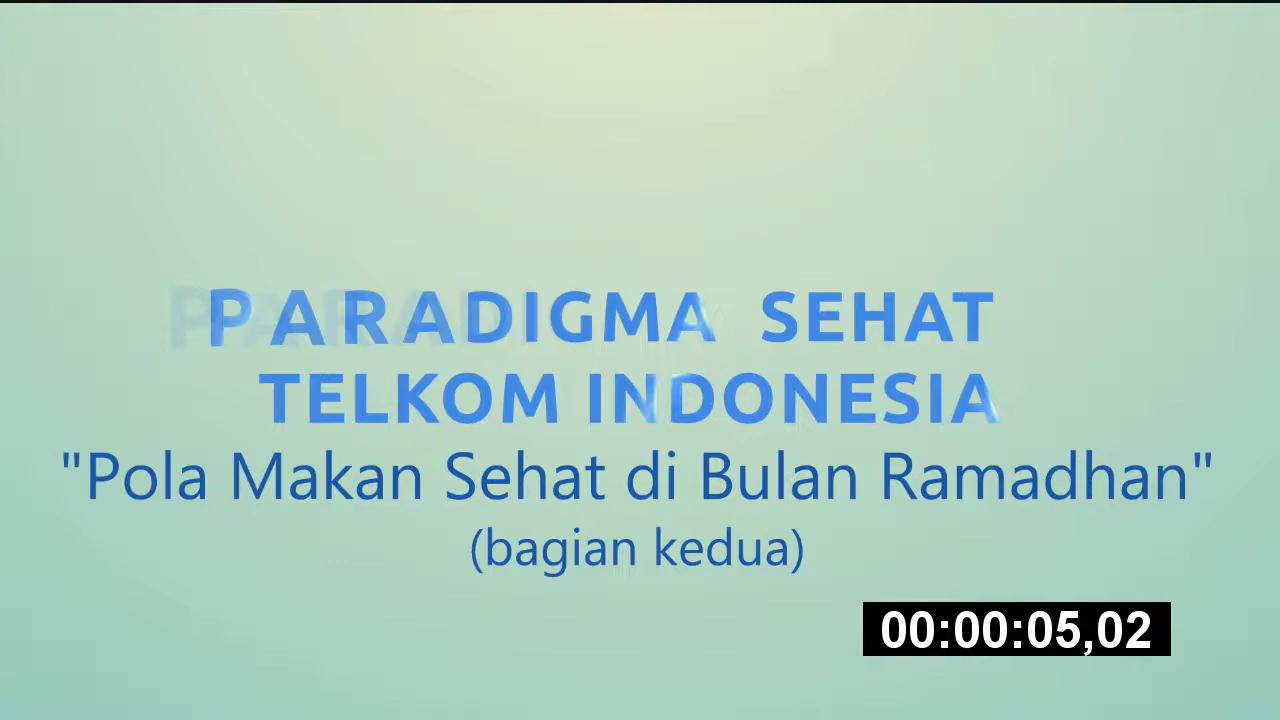 PARADIGMA SEHAT
TELKOM INDONESIA
"Pola Makan Sehat di Bulan Ramadhan"
(bagian kedua)
00:00:05,02